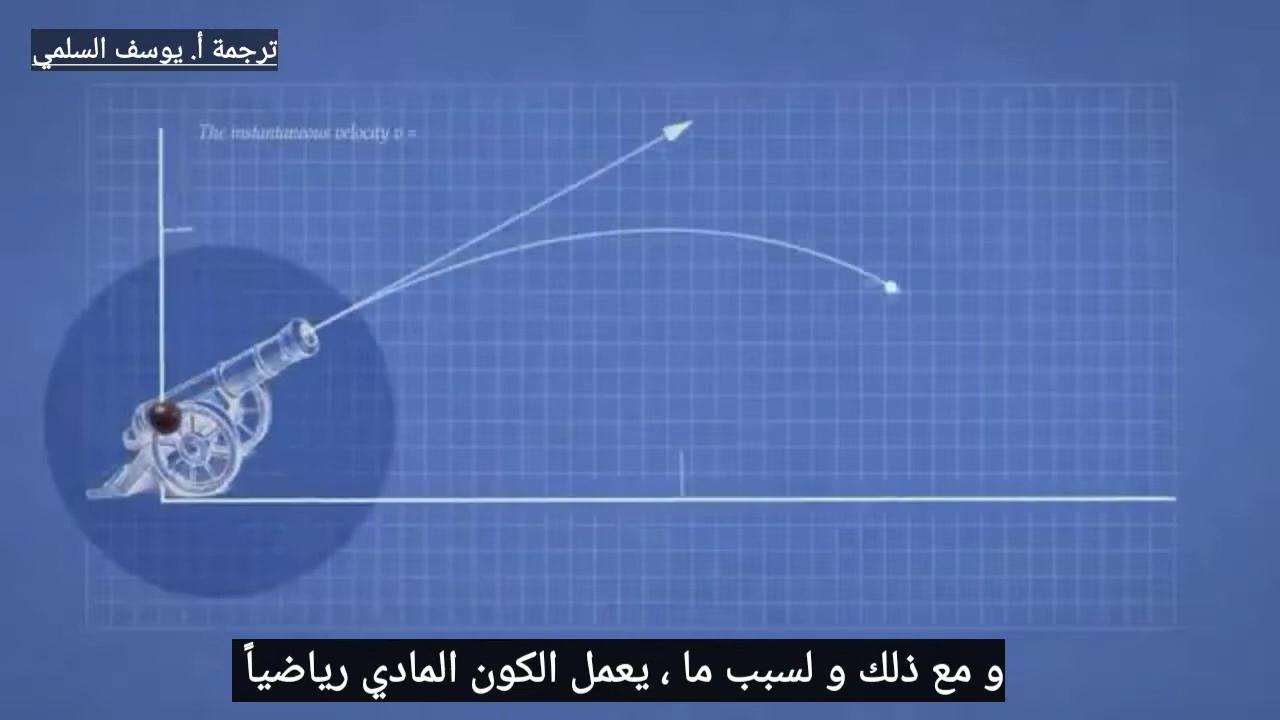 ترجمة أ. يوسف السلمي
The instantaneous velocity v =
و مع ذلك و لسبب ما ، يعمل الكون المادي رياضياً